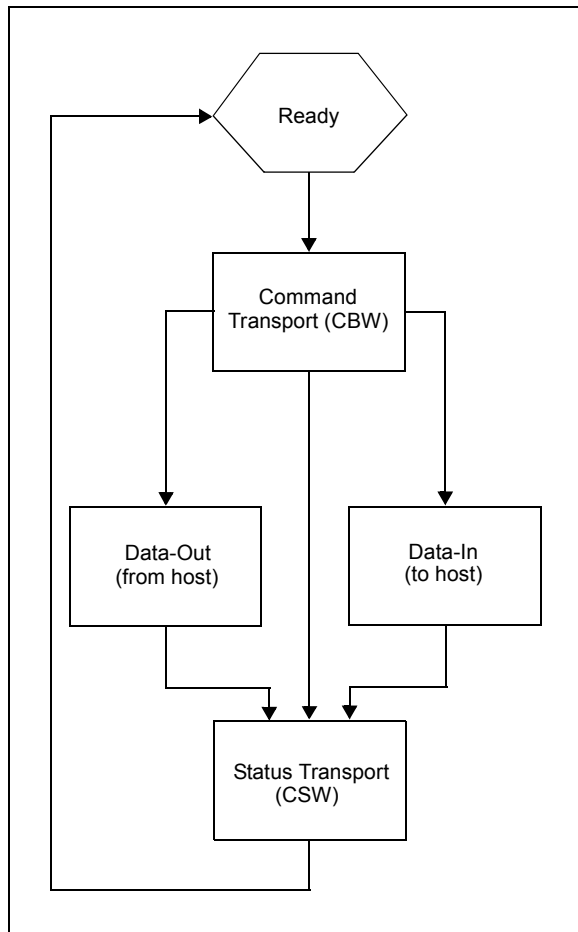 Ready
Command
Transport (CBW)
Data-Out
(from host)
Data-In
(to host)
Status Transport
(CSW)